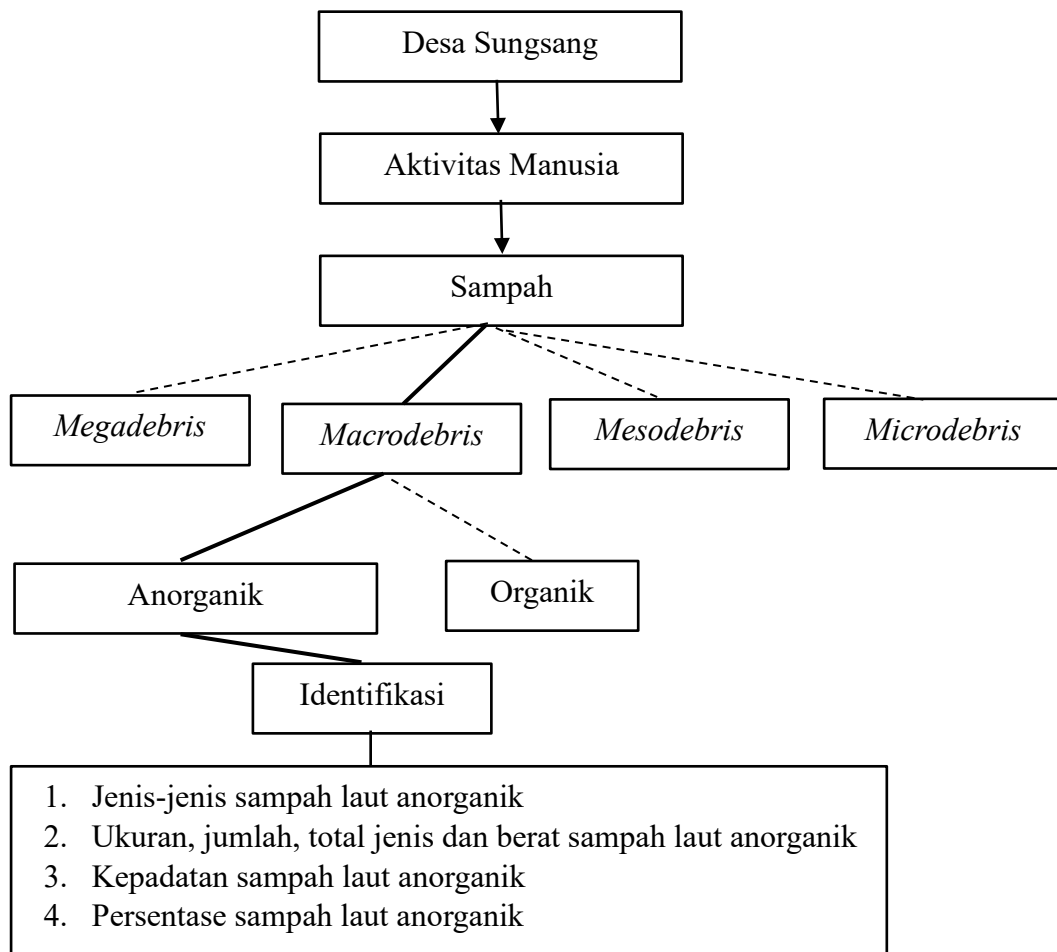 Desa Sungsang
Aktivitas Manusia
Sampah
Megadebris
Macrodebris
Mesodebris
Microdebris
Anorganik
Organik
Identifikasi
1. Jenis-jenis sampah laut anorganik
2. Ukuran, jumlah, total jenis dan berat sampah laut anorganik
3. Kepadatan sampah laut anorganik
4. Persentase sampah laut anorganik